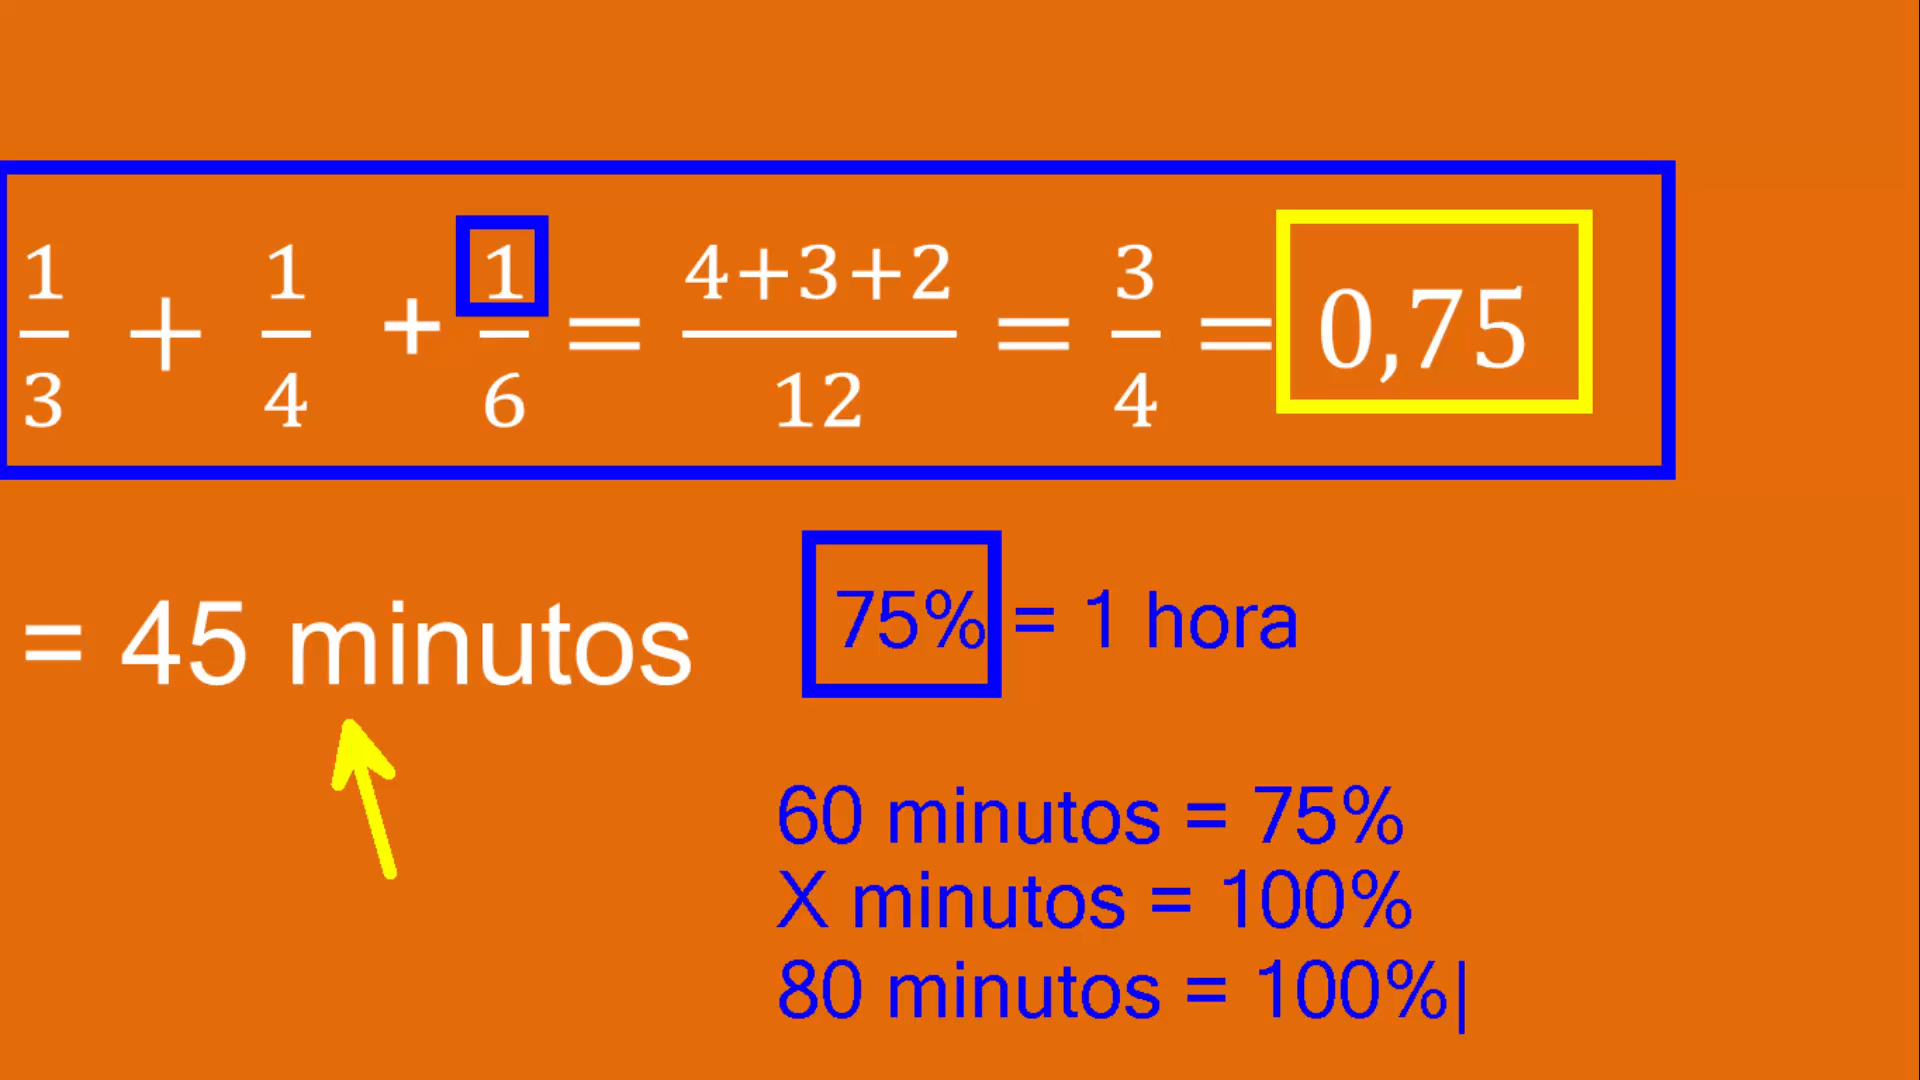 1/3 + 1/4 + 1/6 = 4+3+2/12 = 3/4 = 0,75
= 45 minutos
75% = 1 hora
60 minutos = 75%
X minutos = 100%
80 minutos = 100%|